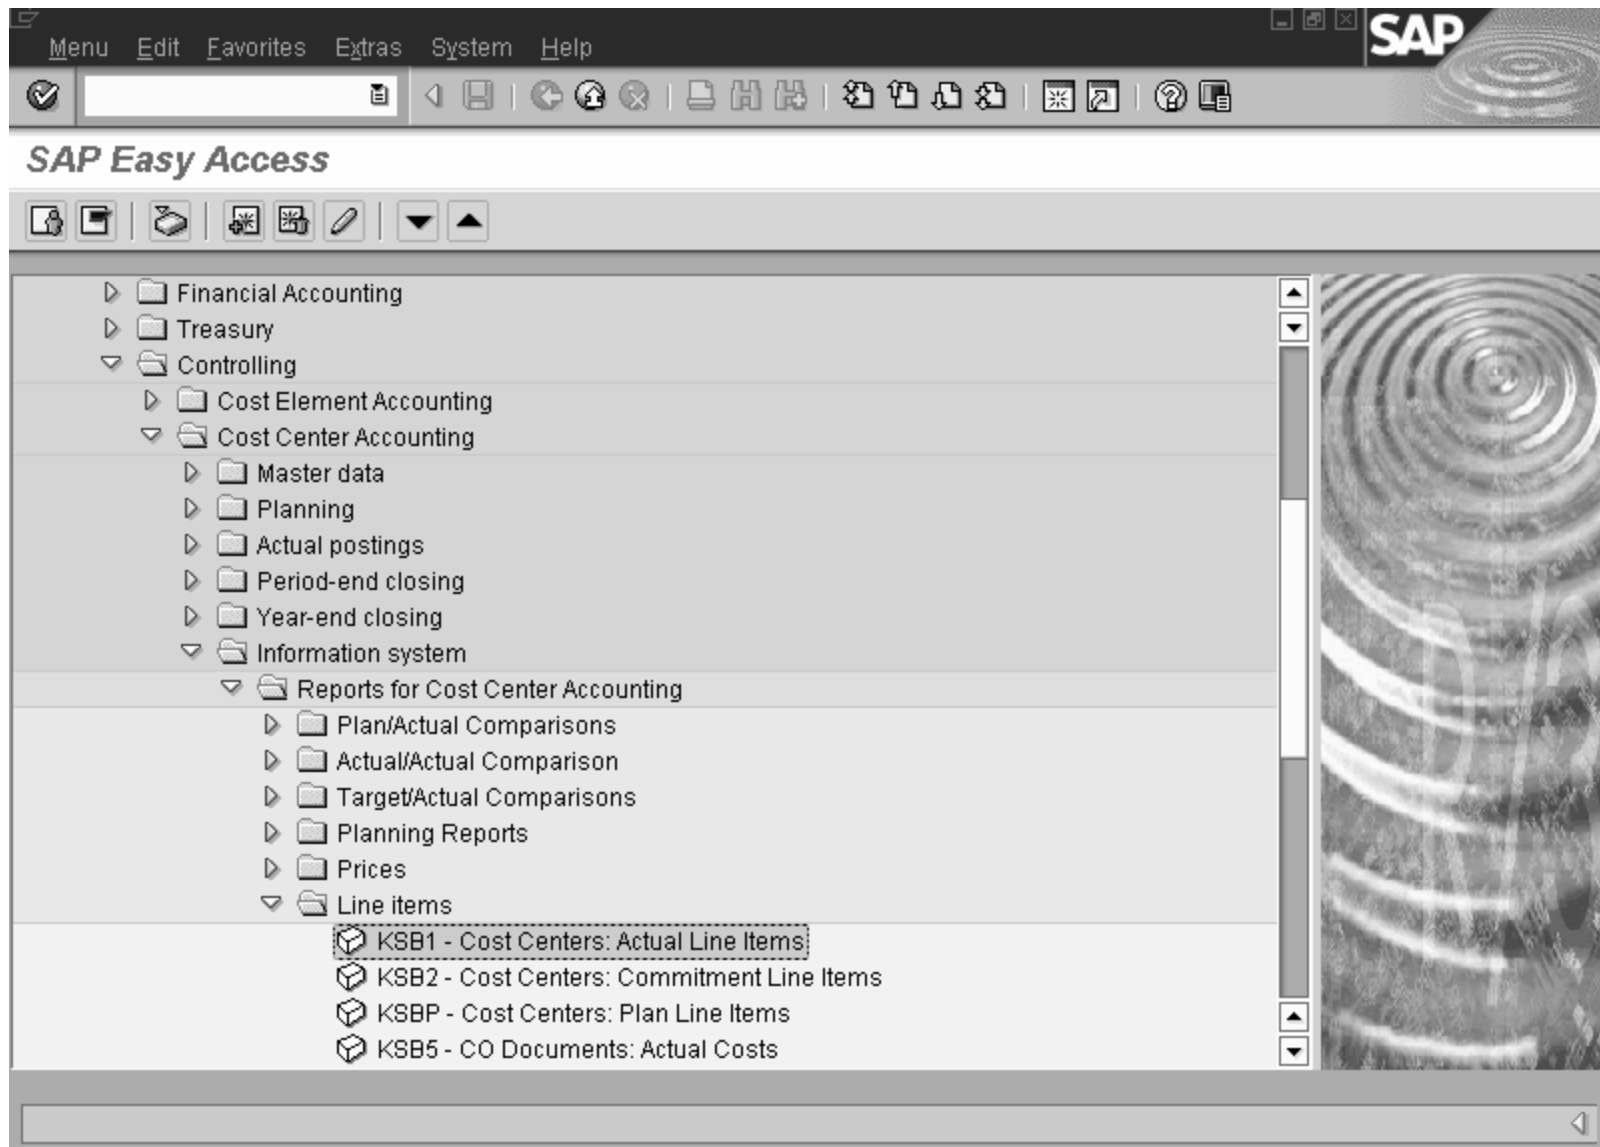 Menu Edit Favorites Extras System Help
SAP
SAP Easy Access
Financial Accounting
Treasury
Controlling
Cost Element Accounting
Cost Center Accounting
Master data
Planning
Actual postings
Period-end closing
Year-end closing
Information system
Reports for Cost Center Accounting
Plan/Actual Comparisons
Actual/Actual Comparison
Target/Actual Comparisons
Planning Reports
Prices
Line items
KSB1 - Cost Centers: Actual Line Items
KSB2 - Cost Centers: Commitment Line Items
KSBP - Cost Centers: Plan Line Items
KSB5 - CO Documents: Actual Costs